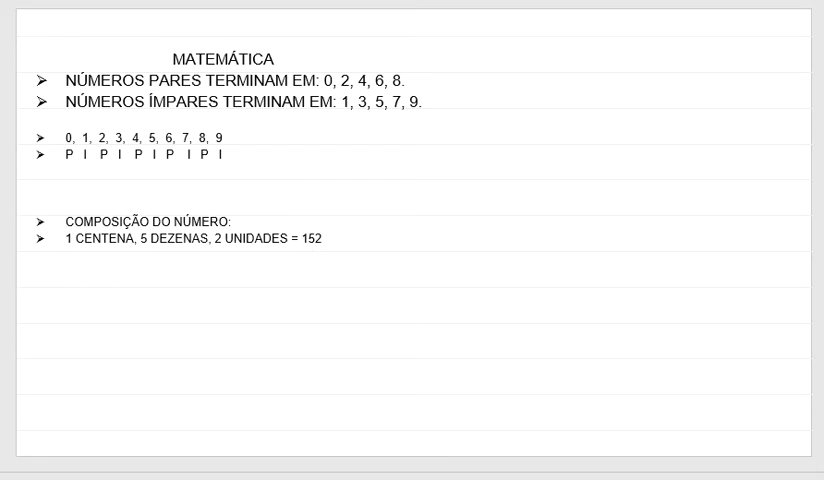 MATEMÁTICA
➢ NÚMEROS PARES TERMINAM EM: 0, 2, 4, 6, 8.
➢ NÚMEROS ÍMPARES TERMINAM EM: 1, 3, 5, 7, 9.
➢ 0, 1, 2, 3, 4, 5, 6, 7, 8, 9
➢ P I P I P I P I P I
➢ COMPOSIÇÃO DO NÚMERO:
➢ 1 CENTENA, 5 DEZENAS, 2 UNIDADES = 152